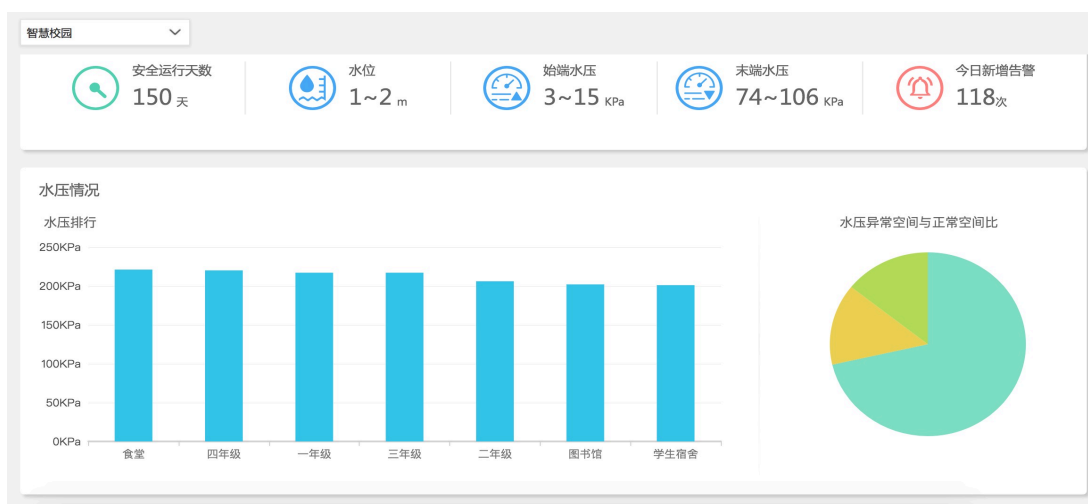 智慧校园
安全运行天数
150 天
水位
1~2 m
始端水压
3~15 KPa
末端水压
74~106 KPa
今日新增告警
118次
水压情况
水压排行
250KPa
200KPa
150KPa
100KPa
50KPa
0KPa
食堂 四年级 一年级 三年级 二年级 图书馆 学生宿舍
水压异常空间与正常空间比